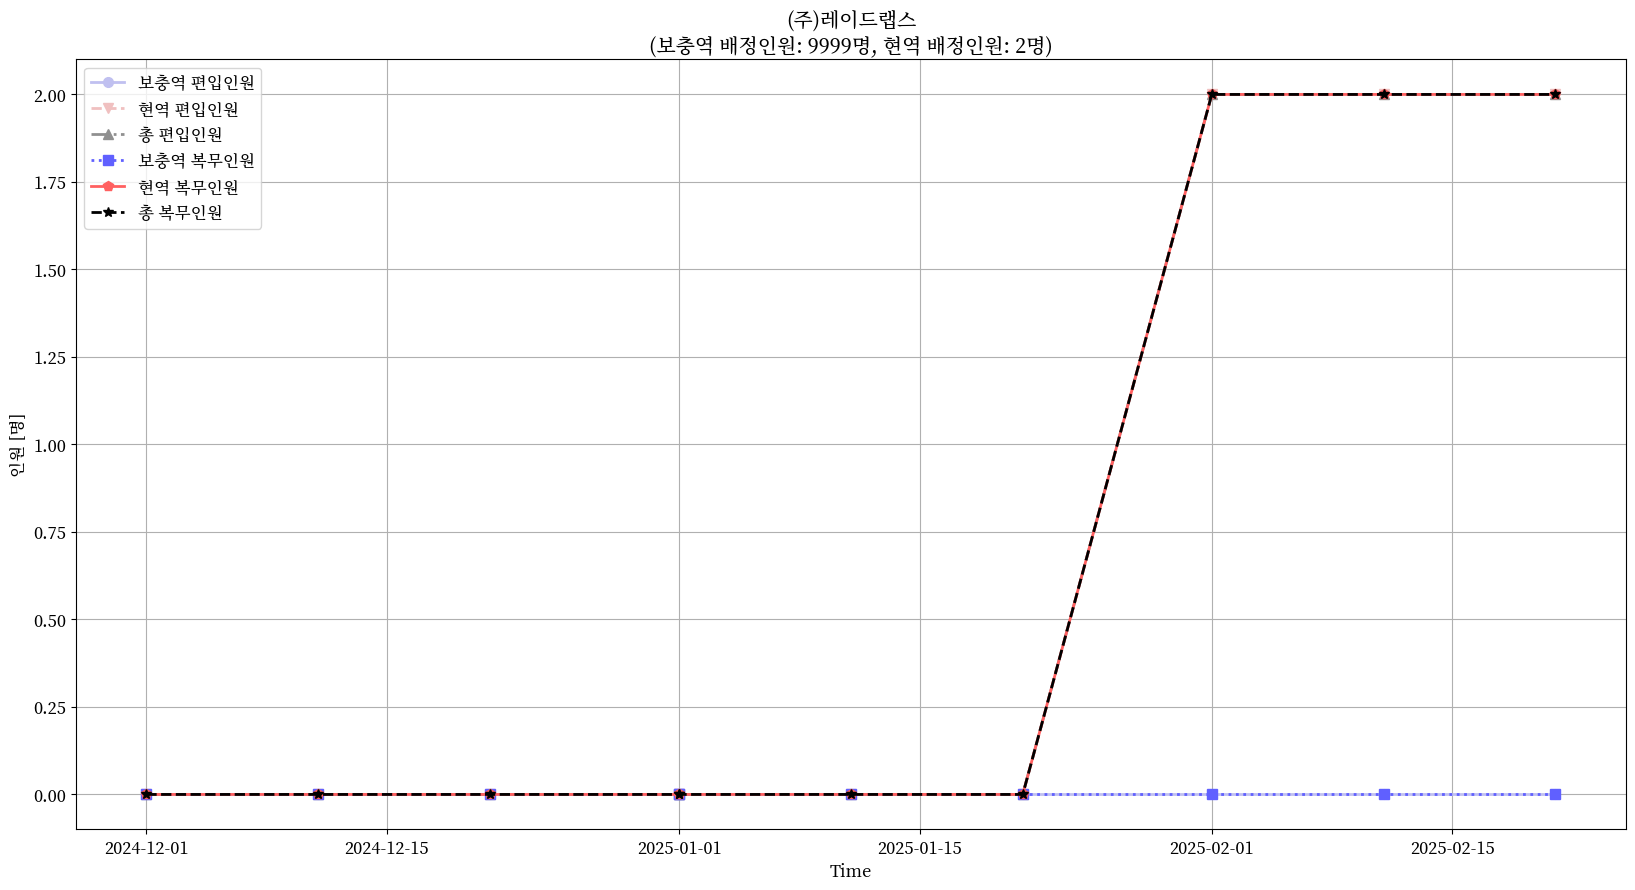 (주)레이드랩스
(보충역 배정인원: 9999명, 현역 배정인원: 2명)
보충역 편입인원
현역 편입인원
총 편입인원
보충역 복무인원
현역 복무인원
총 복무인원
2.00
1.75
1.50
1.25
1.00
0.75
0.50
0.25
0.00
인원 [명]
2024-12-01
2024-12-15
2025-01-01
2025-01-15
2025-02-01
2025-02-15
Time